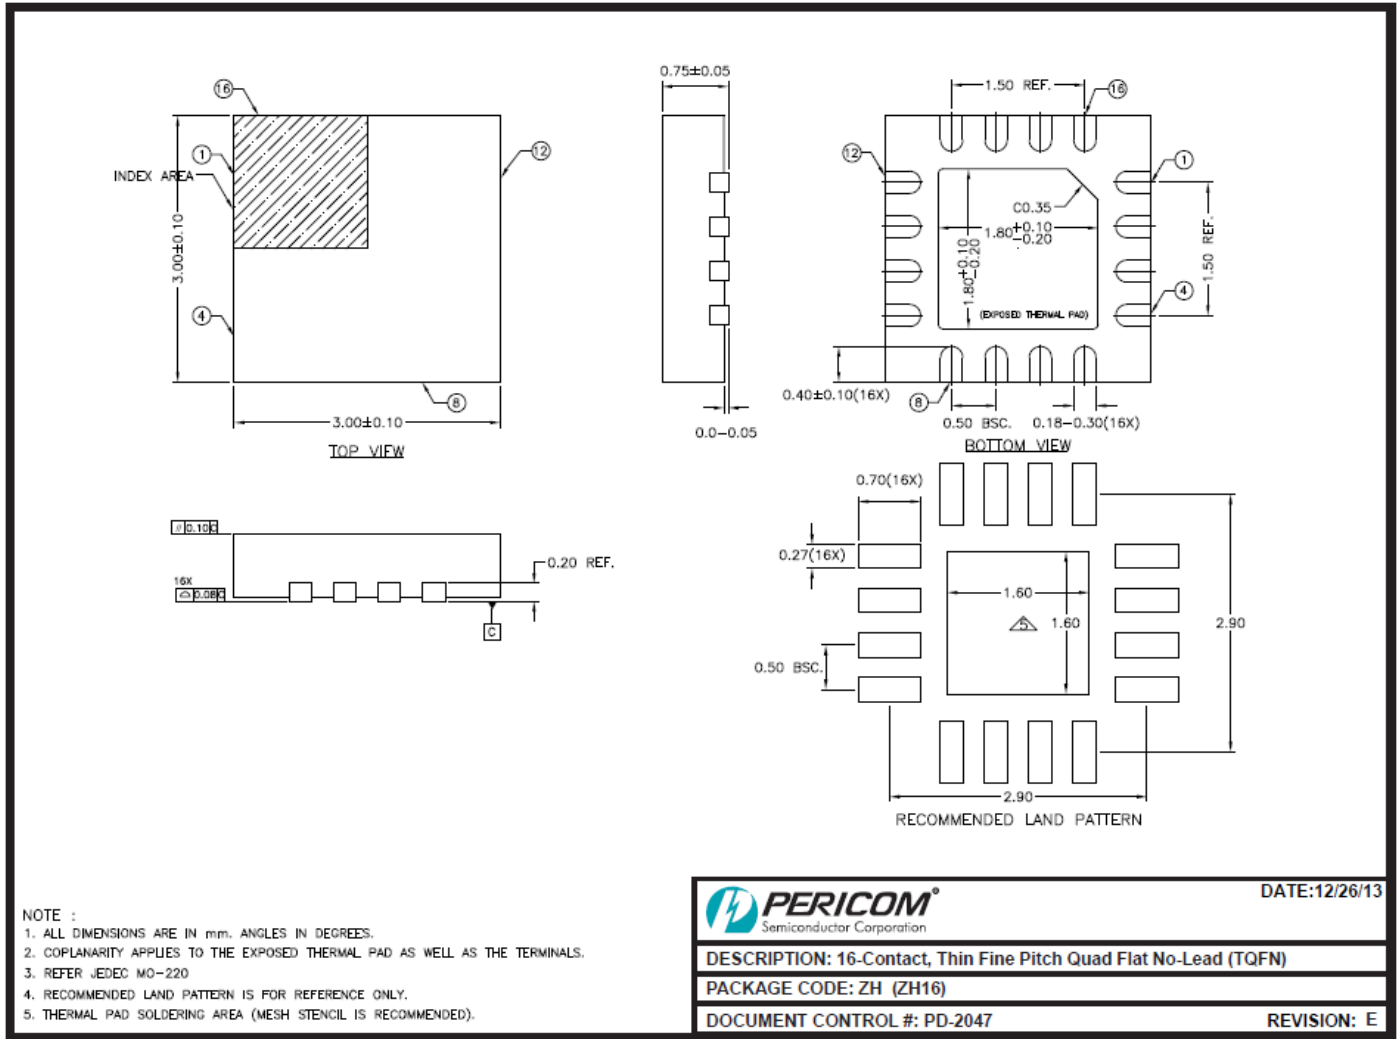 0.75±0.05
1.50 REF.
16
16
1
12
INDEX AREA
3.00±0.10
4
8
3.00±0.10
TOP VIEW
0.0-0.05
12
1
C0.35
1.80+0.10
-0.20
1.80+0.10
-0.20
(EXPOSED THERMAL PAD)
1.50 REF.
4
0.40±0.10(16X)
8
0.50 BSC.
0.18-0.30(16X)
BOTTOM VIEW
// 0.10 C
16X
0.08 C
0.20 REF.
C
0.70(16X)
0.27(16X)
1.60
5
1.60
2.90
0.50 BSC.
2.90
RECOMMENDED LAND PATTERN
NOTE :
1. ALL DIMENSIONS ARE IN mm. ANGLES IN DEGREES.
2. COPLANARITY APPLIES TO THE EXPOSED THERMAL PAD AS WELL AS THE TERMINALS.
3. REFER JEDEC MO-220
4. RECOMMENDED LAND PATTERN IS FOR REFERENCE ONLY.
5. THERMAL PAD SOLDERING AREA (MESH STENCIL IS RECOMMENDED).
PERICOM®
Semiconductor Corporation
DATE:12/26/13
DESCRIPTION: 16-Contact, Thin Fine Pitch Quad Flat No-Lead (TQFN)
PACKAGE CODE: ZH (ZH16)
DOCUMENT CONTROL #: PD-2047
REVISION: E